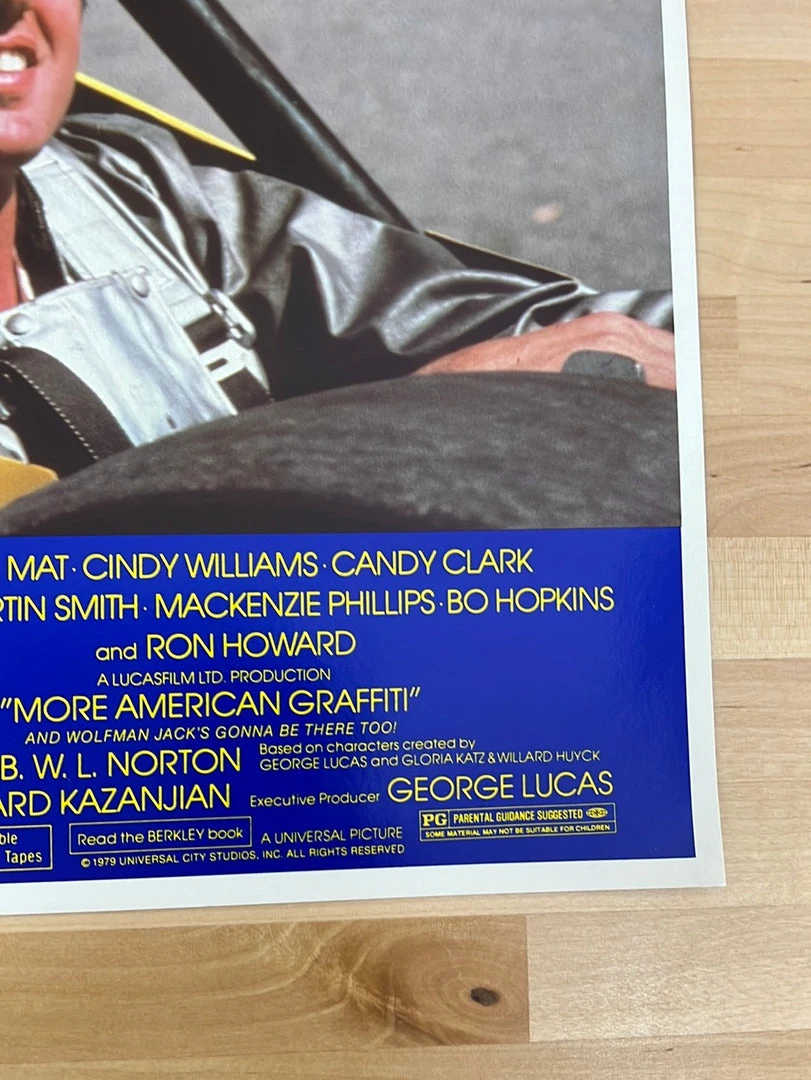 MAT · CINDY WILLIAMS · CANDY CLARK
RTIN SMITH · MACKENZIE PHILLIPS · BO HOPKINS
and RON HOWARD
A LUCASFILM LTD. PRODUCTION
"MORE AMERICAN GRAFFITI"
AND WOLFMAN JACK'S GONNA BE THERE TOO!
B. W. L. NORTON Based on characters created by
GEORGE LUCAS and GLORIA KATZ & WILLARD HUYCK
ARD KAZANJIAN Executive Producer GEORGE LUCAS
ble
Tapes
Read the BERKLEY book
A UNIVERSAL PICTURE
© 1979 UNIVERSAL CITY STUDIOS, INC. ALL RIGHTS RESERVED
PG PARENTAL GUIDANCE SUGGESTED
SOME MATERIAL MAY NOT BE SUITABLE FOR CHILDREN